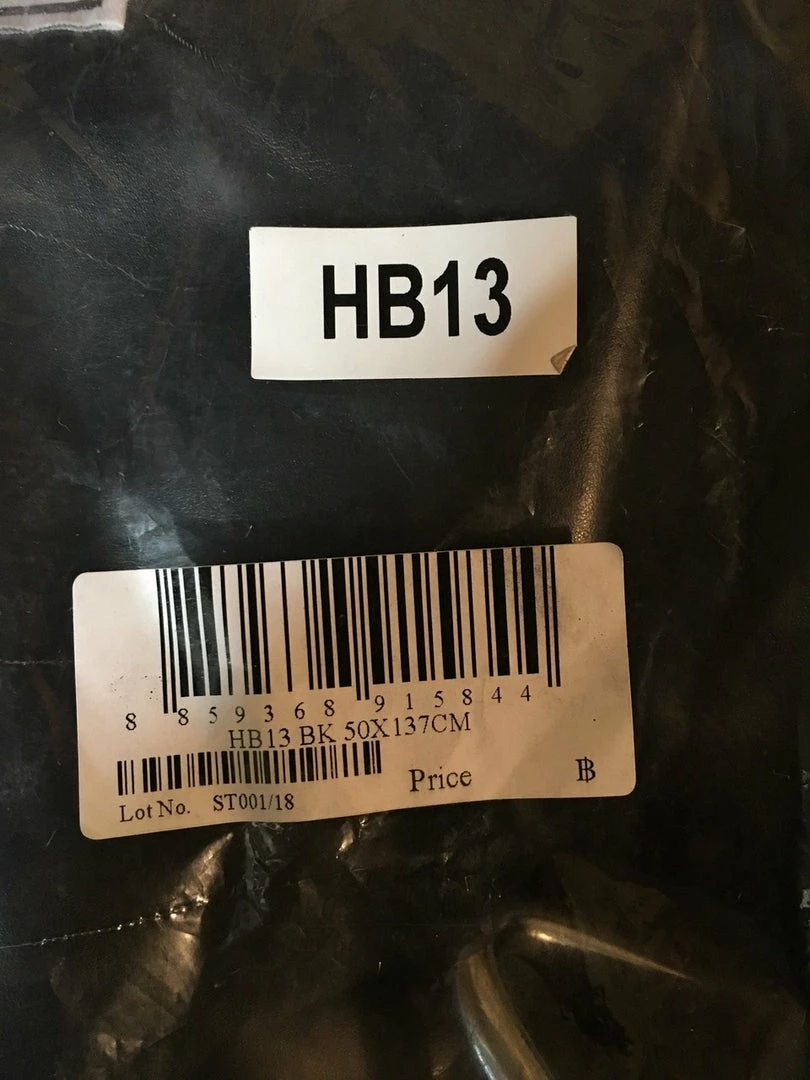 HB13
8 859368 915844
HB13 BK 50X137CM
Price ฿
Lot No. ST001/18